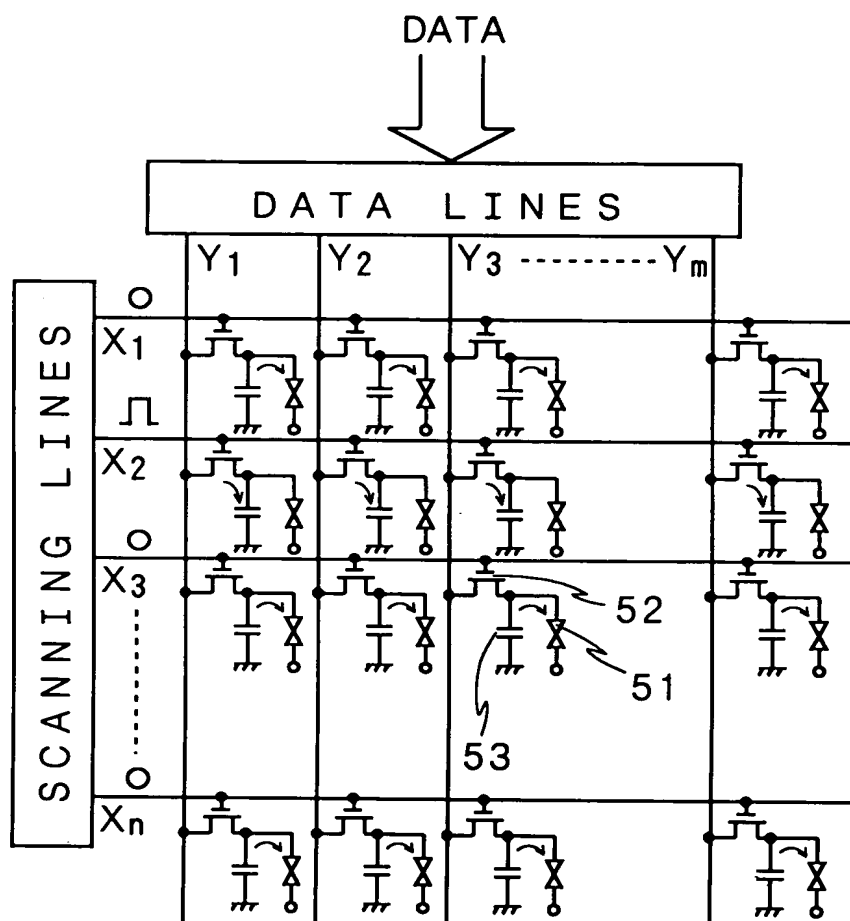 DATA
DATA LINES
Y1 Y2 Y3 Ym
SCANNING LINES
X1
X2
X3
Xn
52
51
53